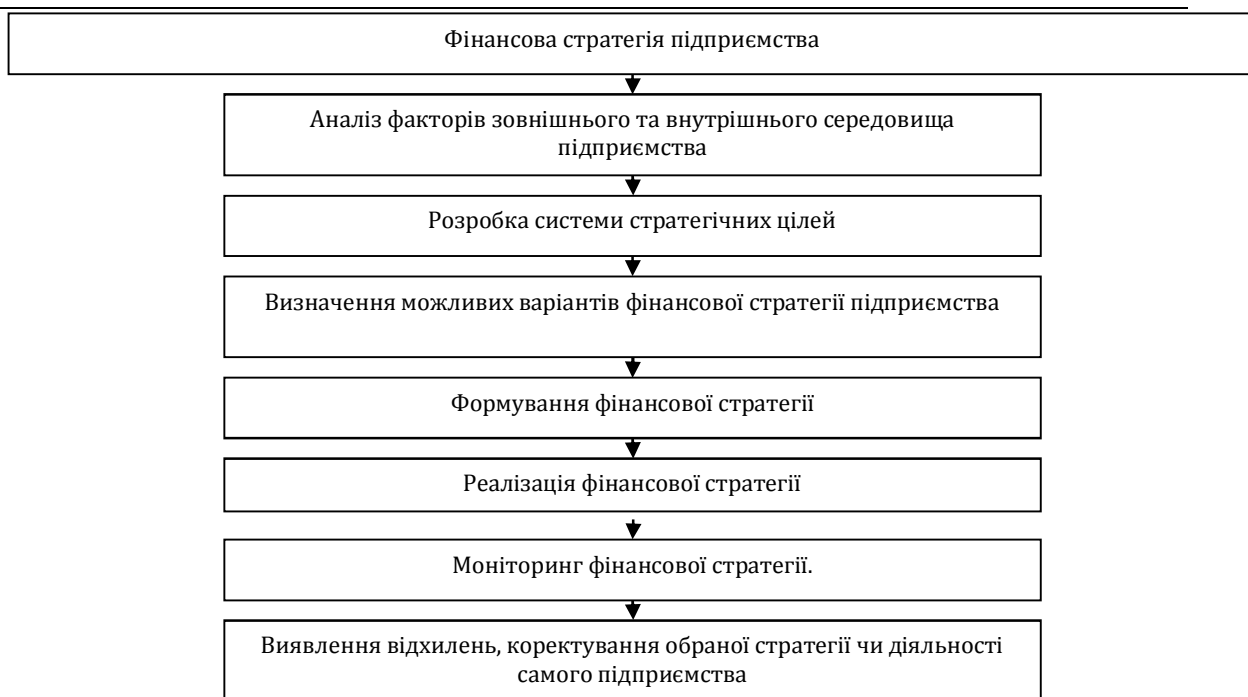 Фінансова стратегія підприємства
Аналіз факторів зовнішнього та внутрішнього середовища
підприємства
Розробка системи стратегічних цілей
Визначення можливих варіантів фінансової стратегії підприємства
Формування фінансової стратегії
Реалізація фінансової стратегії
Моніторинг фінансової стратегії.
Виявлення відхилень, коректування обраної стратегії чи діяльності
самого підприємства